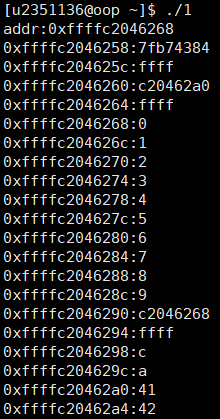 [u2351136@oop ~]$ ./1
addr:0xffffc2046268
0xffffc2046258:7fb74384
0xffffc204625c:ffff
0xffffc2046260:c20462a0
0xffffc2046264:ffff
0xffffc2046268:0
0xffffc204626c:1
0xffffc2046270:2
0xffffc2046274:3
0xffffc2046278:4
0xffffc204627c:5
0xffffc2046280:6
0xffffc2046284:7
0xffffc2046288:8
0xffffc204628c:9
0xffffc2046290:c2046268
0xffffc2046294:ffff
0xffffc2046298:c
0xffffc204629c:a
0xffffc20462a0:41
0xffffc20462a4:42